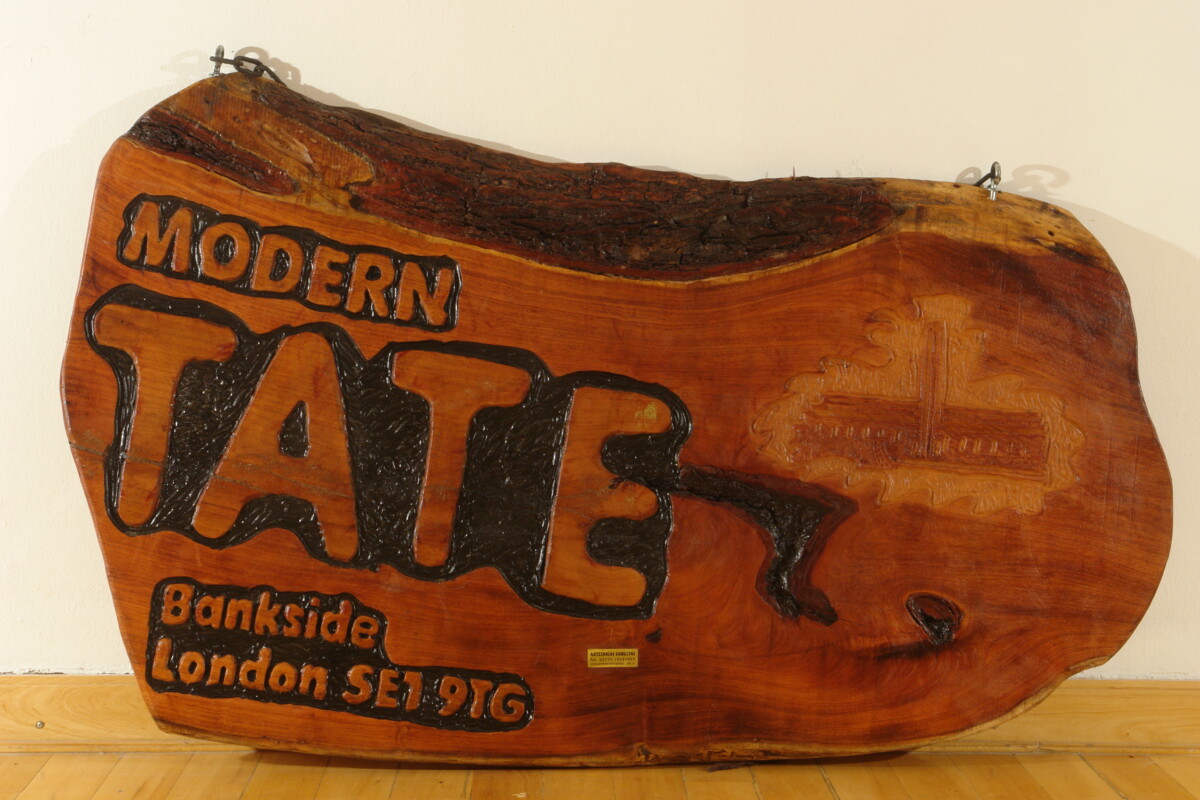 MODERN
TATE
Bankside
London SE1 9TG